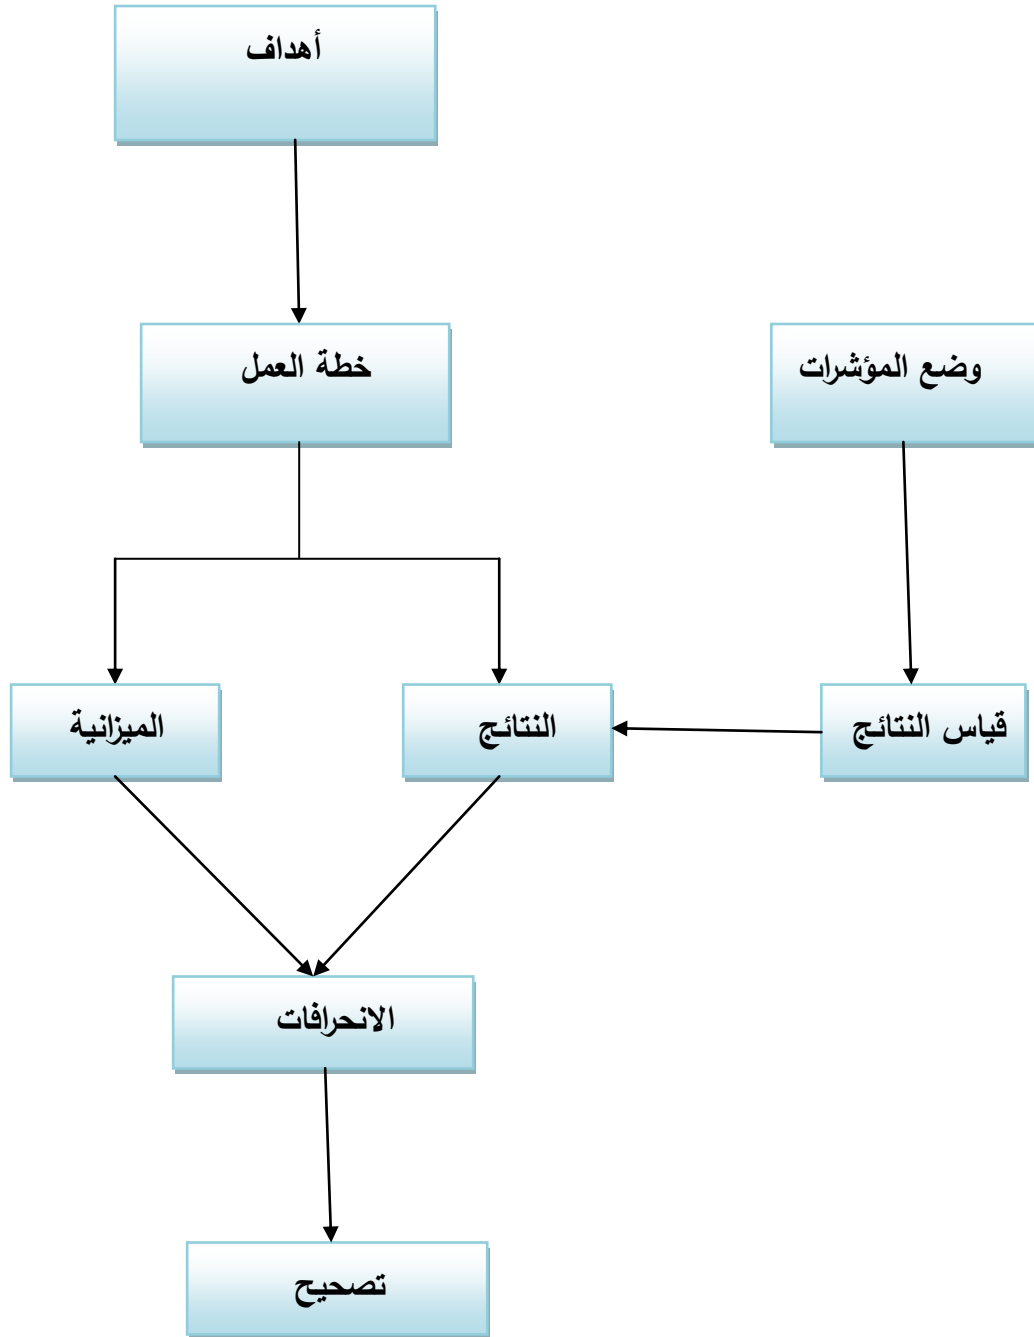 أهداف
خطة العمل
وضع المؤشرات
الميزانية
النتائج
قياس النتائج
الانحرافات
تصحيح